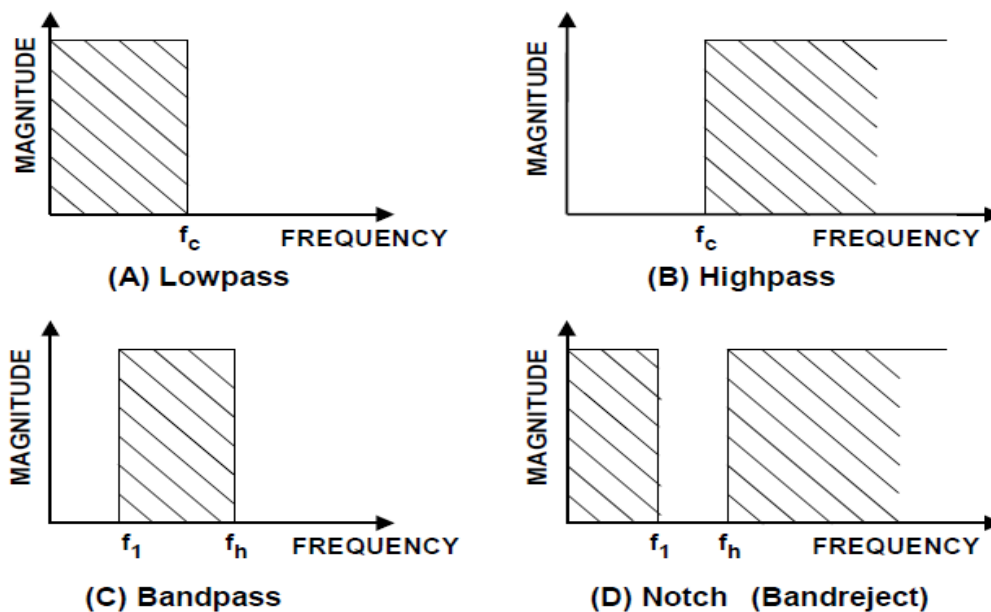 MAGNITUDE
f_c
FREQUENCY
(A) Lowpass
MAGNITUDE
f_c
FREQUENCY
(B) Highpass
MAGNITUDE
f_1
f_h
FREQUENCY
(C) Bandpass
MAGNITUDE
f_1
f_h
FREQUENCY
(D) Notch (Bandreject)